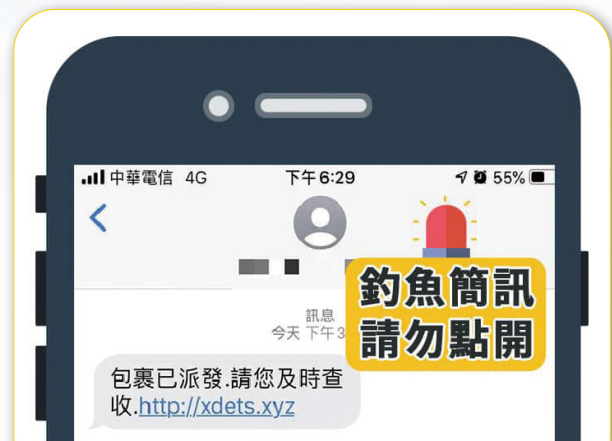 中華電信 4G 下午6:29 55%
釣魚簡訊
請勿點開
訊息
今天 下午3
包裹已派發.請您及時查
收.http://xdets.xyz